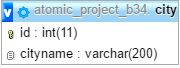 v atomic_project_b34. city
id : int(11)
cityname : varchar(200)